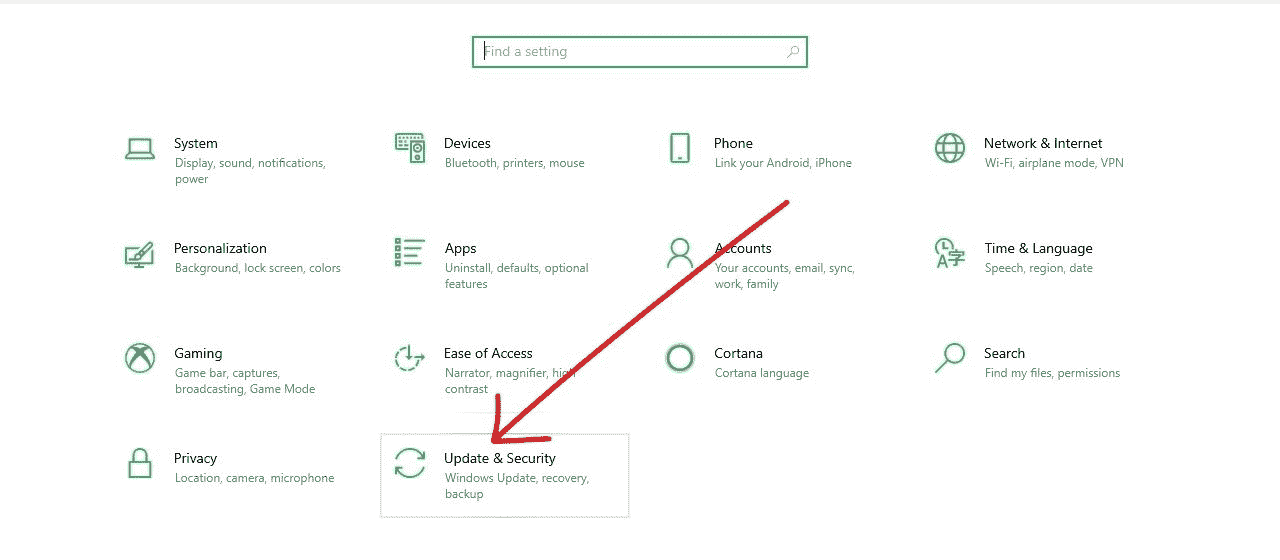 Find a setting
System
Display, sound, notifications,
power
Devices
Bluetooth, printers, mouse
Phone
Link your Android, iPhone
Network & Internet
Wi-Fi, airplane mode, VPN
Personalization
Background, lock screen, colors
Apps
Uninstall, defaults, optional
features
Accounts
Your accounts, email, sync,
work, family
Time & Language
Speech, region, date
Gaming
Game bar, captures,
broadcasting, Game Mode
Ease of Access
Narrator, magnifier, high
contrast
Cortana
Cortana language
Search
Find my files, permissions
Privacy
Location, camera, microphone
Update & Security
Windows Update, recovery,
backup